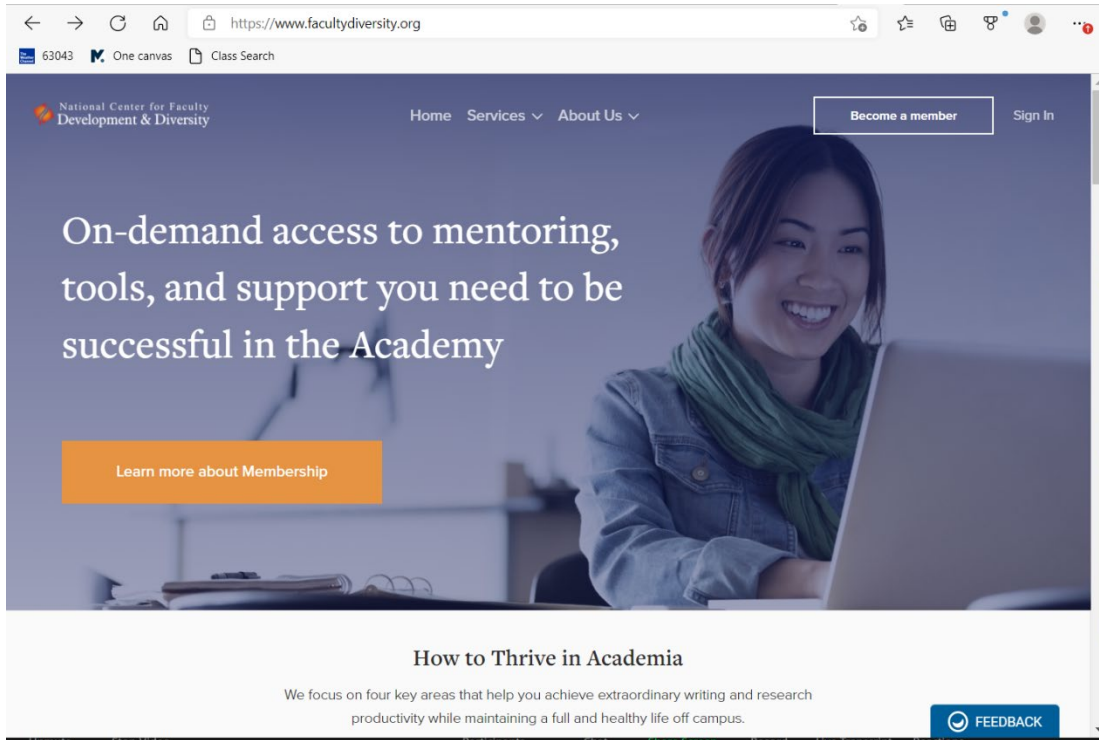 https://www.facultydiversity.org
63043 One canvas Class Search
National Center for Faculty
Development & Diversity
Home Services About Us
Become a member
Sign In
On-demand access to mentoring,
tools, and support you need to be
successful in the Academy
Learn more about Membership
How to Thrive in Academia
We focus on four key areas that help you achieve extraordinary writing and research
productivity while maintaining a full and healthy life off campus.
FEEDBACK